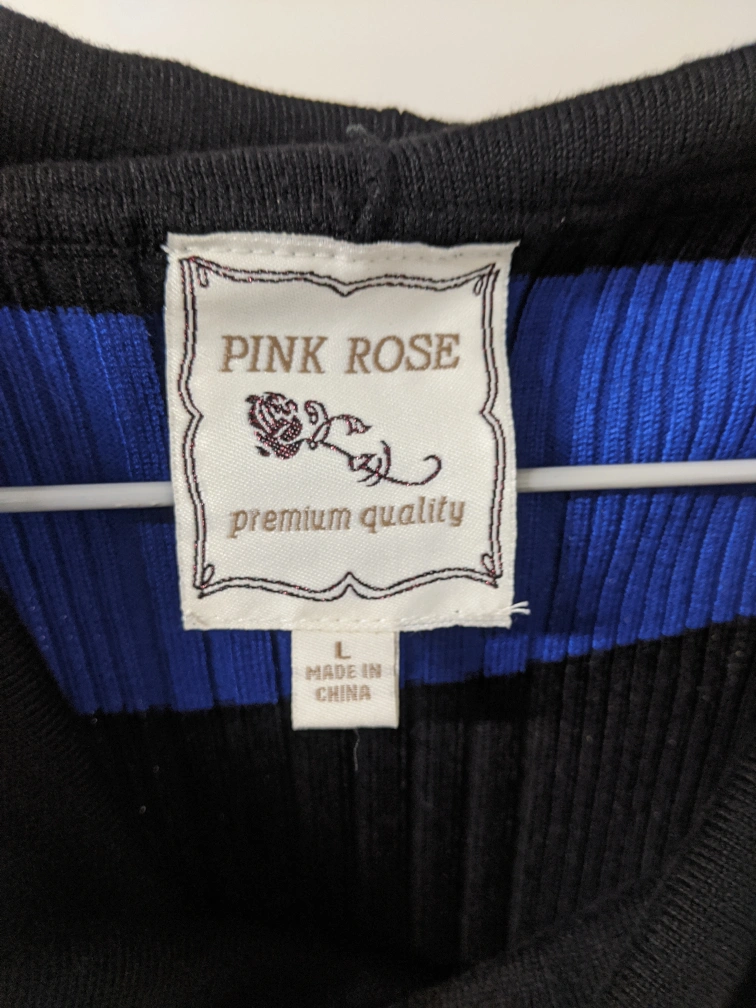 PINK ROSE
premium quality
L
MADE IN
CHINA